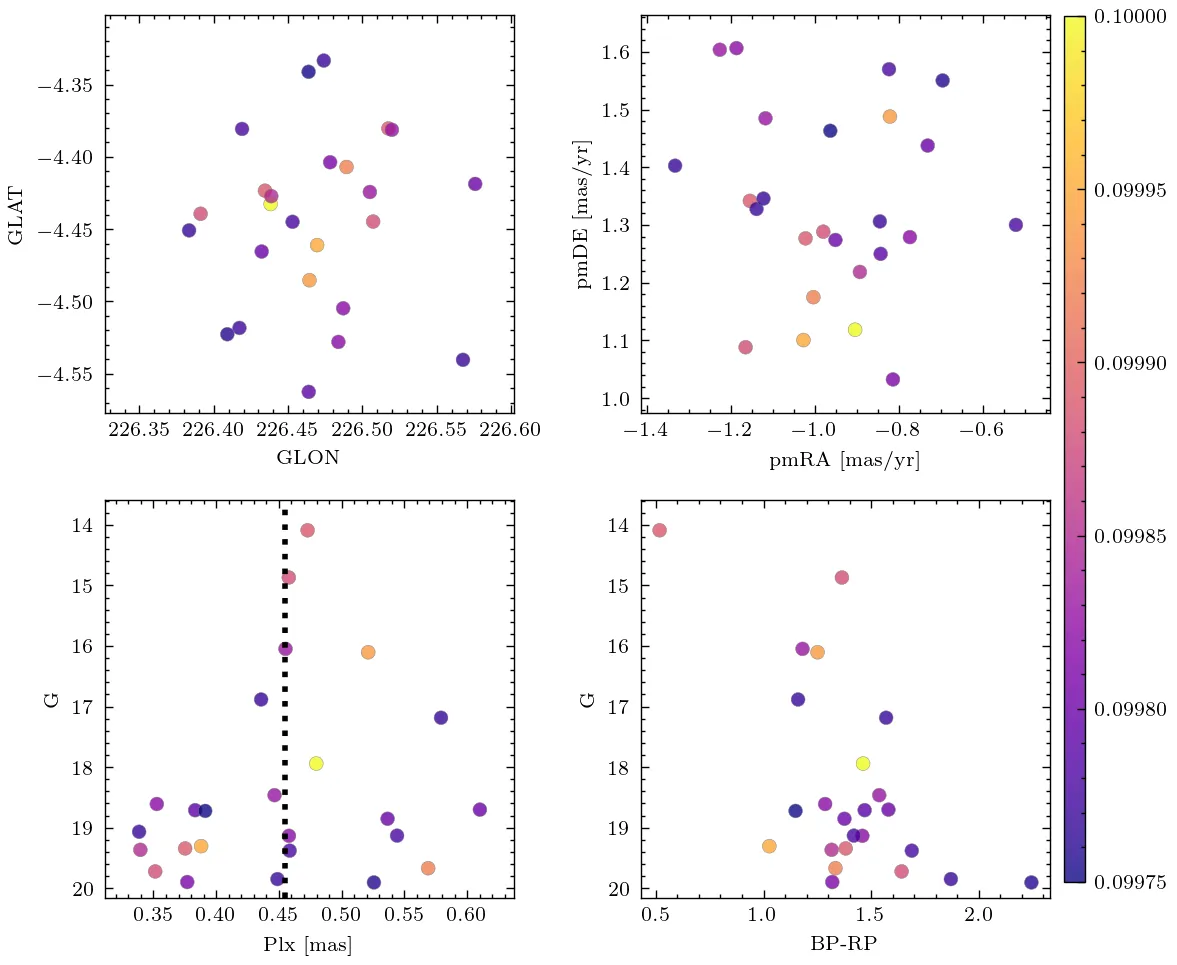 −4.35
−4.40
−4.45
−4.50
−4.55
GLAT
226.35 226.40 226.45 226.50 226.55 226.60
GLON
1.6
1.5
1.4
1.3
1.2
1.1
1.0
pmDE [mas/yr]
−1.4 −1.2 −1.0 −0.8 −0.6
pmRA [mas/yr]
14
15
16
17
18
19
20
G
0.35 0.40 0.45 0.50 0.55 0.60
Plx [mas]
14
15
16
17
18
19
20
G
0.5 1.0 1.5 2.0
BP-RP
0.10000
0.09995
0.09990
0.09985
0.09980
0.09975